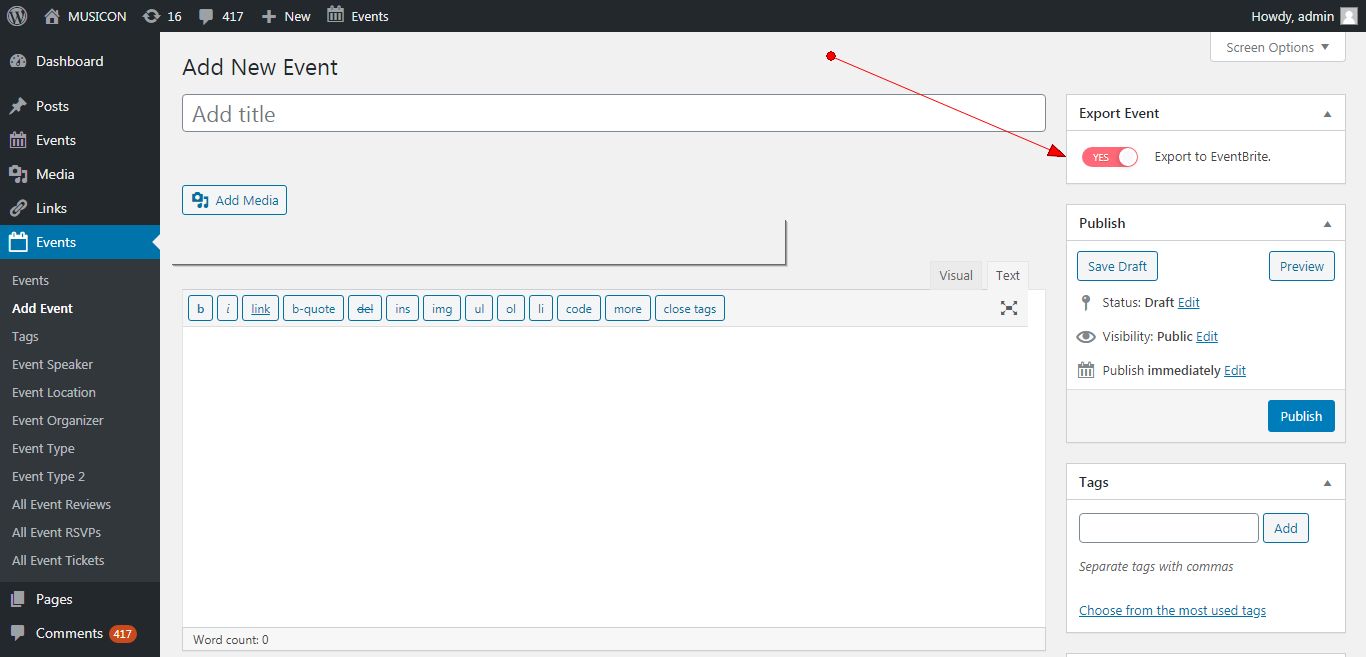 MUSICON 16 417 New Events Howdy, admin
Screen Options
Dashboard
Posts
Events
Media
Links
Events
Events
Add Event
Tags
Event Speaker
Event Location
Event Organizer
Event Type
Event Type 2
All Event Reviews
All Event RSVPs
All Event Tickets
Pages
Comments 417
Add New Event
Add title
Add Media
Visual Text
b i link b-quote del ins img ul ol li code more close tags
Word count: 0
Export Event
YES Export to EventBrite.
Publish
Save Draft Preview
Status: Draft Edit
Visibility: Public Edit
Publish immediately Edit
Publish
Tags
Add
Separate tags with commas
Choose from the most used tags